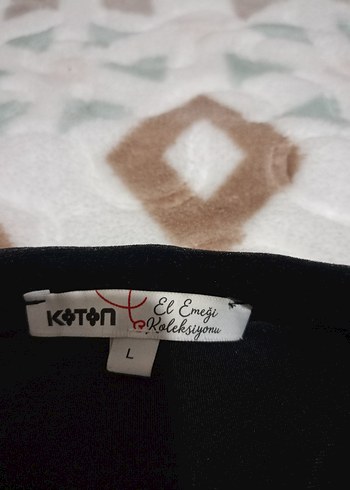 KOTON
El Emeği
Koleksiyonu
L